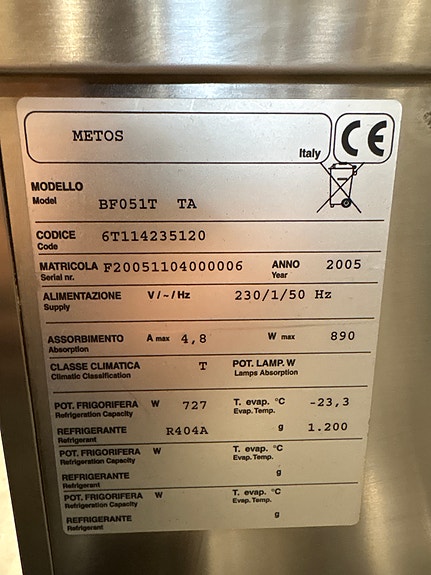 METOS
Italy CE
MODELLO
Model BF051T TA
CODICE 6T114235120
Code
MATRICOLA F20051104000006 ANNO 2005
Serial nr. Year
ALIMENTAZIONE V/~/Hz 230/1/50 Hz
Supply
ASSORBIMENTO A max 4,8 W max 890
Absorption
CLASSE CLIMATICA T POT. LAMP. W
Climatic Classification Lamps Absorption
POT. FRIGORIFERA W 727 T. evap. °C -23,3
Refrigeration Capacity Evap. Temp.
REFRIGERANTE R404A g 1.200
Refrigerant
POT. FRIGORIFERA W T. evap. °C
Refrigeration Capacity Evap. Temp.
REFRIGERANTE g
Refrigerant
POT. FRIGORIFERA W T. evap. °C
Refrigeration Capacity Evap. Temp.
REFRIGERANTE g
Refrigerant